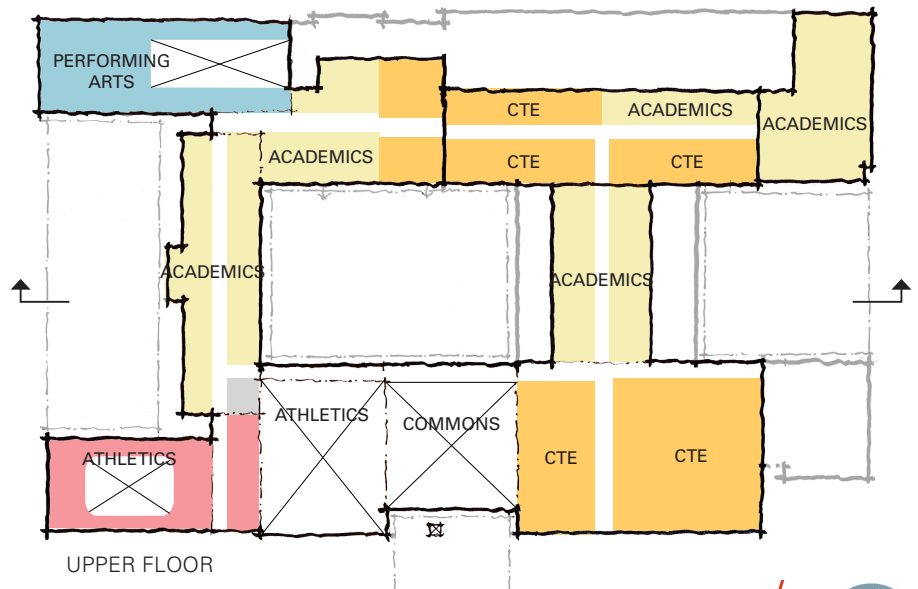 PERFORMING
ARTS
CTE
ACADEMICS
ACADEMICS
ACADEMICS
CTE
CTE
ACADEMICS
ACADEMICS
ATHLETICS
COMMONS
ATHLETICS
CTE
CTE
UPPER FLOOR